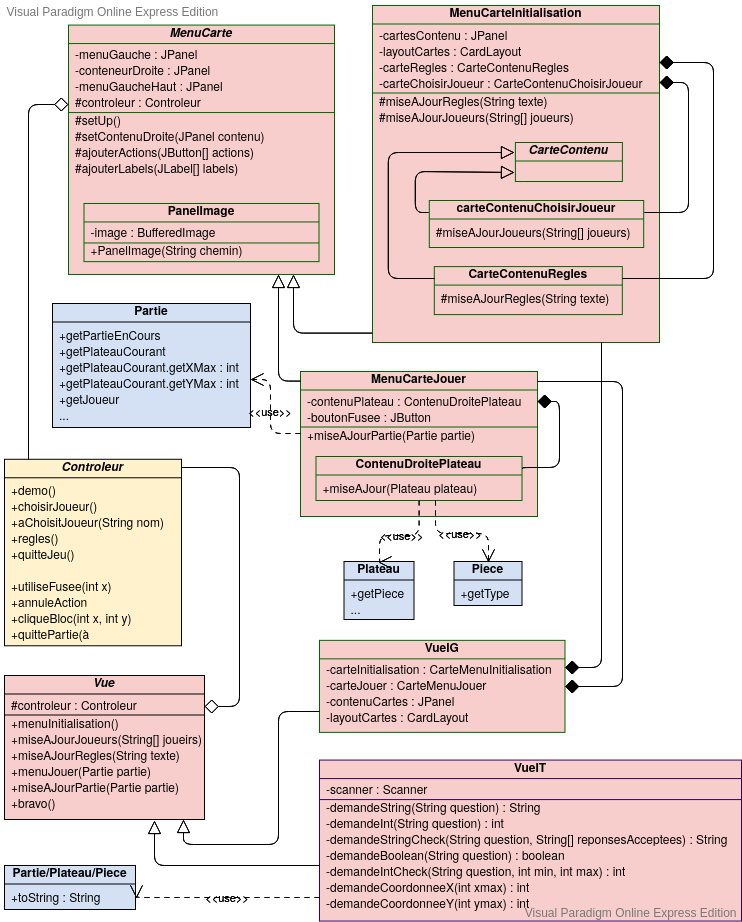 Visual Paradigm Online Express Edition
MenuCarte
-menuGauche : JPanel
-conteneurDroite : JPanel
-menuGaucheHaut : JPanel
#controleur : Controleur
#setUp()
#setContenuDroite(JPanel contenu)
#ajouterActions(JButton[] actions)
#ajouterLabels(JLabel[] labels)
PanelImage
-image : BufferedImage
+PanelImage(String chemin)
MenuCarteInitialisation
-cartesContenu : JPanel
-layoutCartes : CardLayout
-carteRegles : CarteContenuRegles
-carteChoisirJoueur : CarteContenuChoisirJoueur
#miseAJourRegles(String texte)
#miseAJourJoueurs(String[] joueurs)
CarteContenu
carteContenuChoisirJoueur
#miseAJourJoueurs(String[] joueurs)
CarteContenuRegles
#miseAJourRegles(String texte)
Partie
+getPartieEnCours
+getPlateauCourant
+getPlateauCourant.getXMax : int
+getPlateauCourant.getYMax : int
+getJoueur
...
<<use>>
MenuCarteJouer
-contenuPlateau : ContenuDroitePlateau
-boutonFusee : JButton
+miseAJourPartie(Partie partie)
ContenuDroitePlateau
+miseAJour(Plateau plateau)
<<use>>
<<use>>
Plateau
+getPiece
...
Piece
+getType
Controleur
+demo()
+choisirJoueur()
+aChoisitJoueur(String nom)
+regles()
+quitteJeu()
+utiliseFusee(int x)
+annuleAction
+cliqueBloc(int x, int y)
+quittePartie(à
Vue
#controleur : Controleur
+menuInitialisation()
+miseAJourJoueurs(String[] joueirs)
+miseAJourRegles(String texte)
+menuJouer(Partie partie)
+miseAJourPartie(Partie partie)
+bravo()
VueIG
-carteInitialisation : CarteMenuInitialisation
-carteJouer : CarteMenuJouer
-contenuCartes : JPanel
-layoutCartes : CardLayout
VueIT
-scanner : Scanner
-demandeString(String question) : String
-demandeInt(String question) : int
-demandeStringCheck(String question, String[] reponsesAcceptees) : String
-demandeBoolean(String question) : boolean
-demandeIntCheck(String question, int min, int max) : int
-demandeCoordonneeX(int xmax) : int
-demandeCoordonneeY(int ymax) : int
Partie/Plateau/Piece
+toString : String
<<use>>
Visual Paradigm Online Express Edition